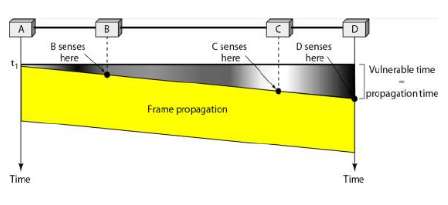 A B C D
B senses
here
C senses
here
D senses
here
t1
Vulnerable time
=
propagation time
Frame propagation
Time Time